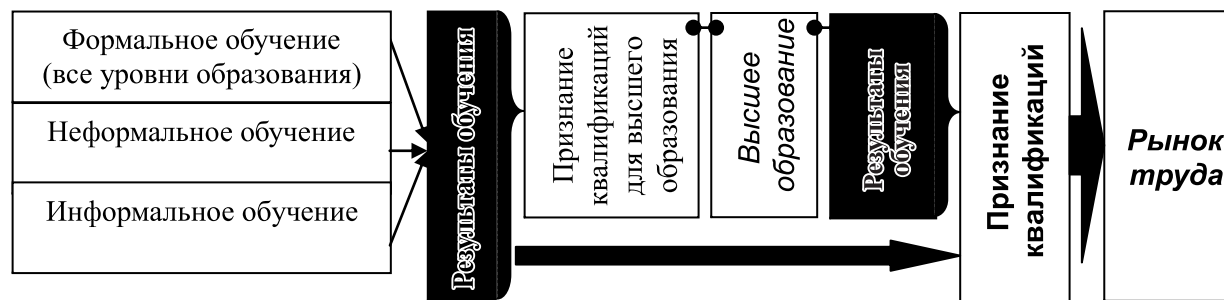 Формальное обучение
(все уровни образования)
Неформальное обучение
Информальное обучение
Результаты обучения
Признание
квалификаций
для высшего
образования
Высшее
образование
Результаты
обучения
Признание
квалификаций
Рынок
труда